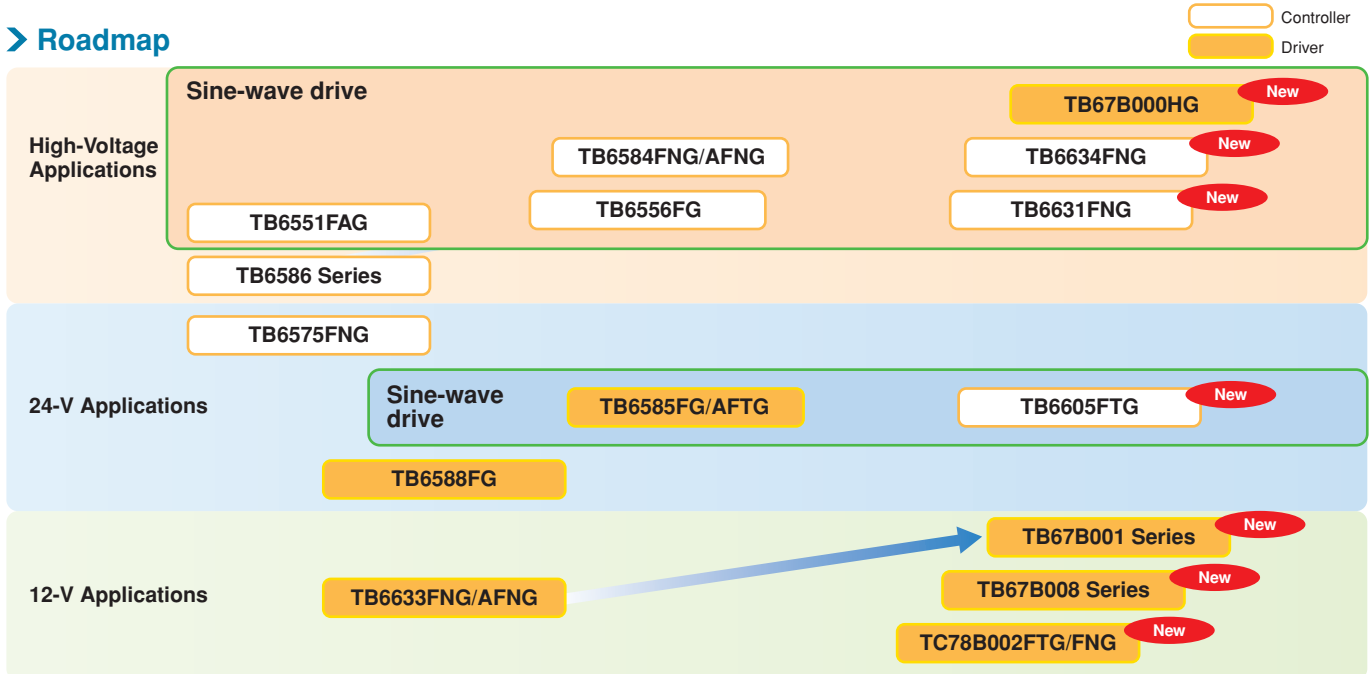 Controller
Roadmap
Driver
Sine-wave drive
New
TB67B000HG
High-Voltage
Applications
New
TB6584FNG/AFNG
TB6634FNG
New
TB6556FG
TB6631FNG
TB6551FAG
TB6586 Series
TB6575FNG
24-V Applications
Sine-wave
drive
TB6585FG/AFTG
New
TB6605FTG
TB6588FG
New
TB67B001 Series
12-V Applications
TB6633FNG/AFNG
New
TB67B008 Series
New
TC78B002FTG/FNG